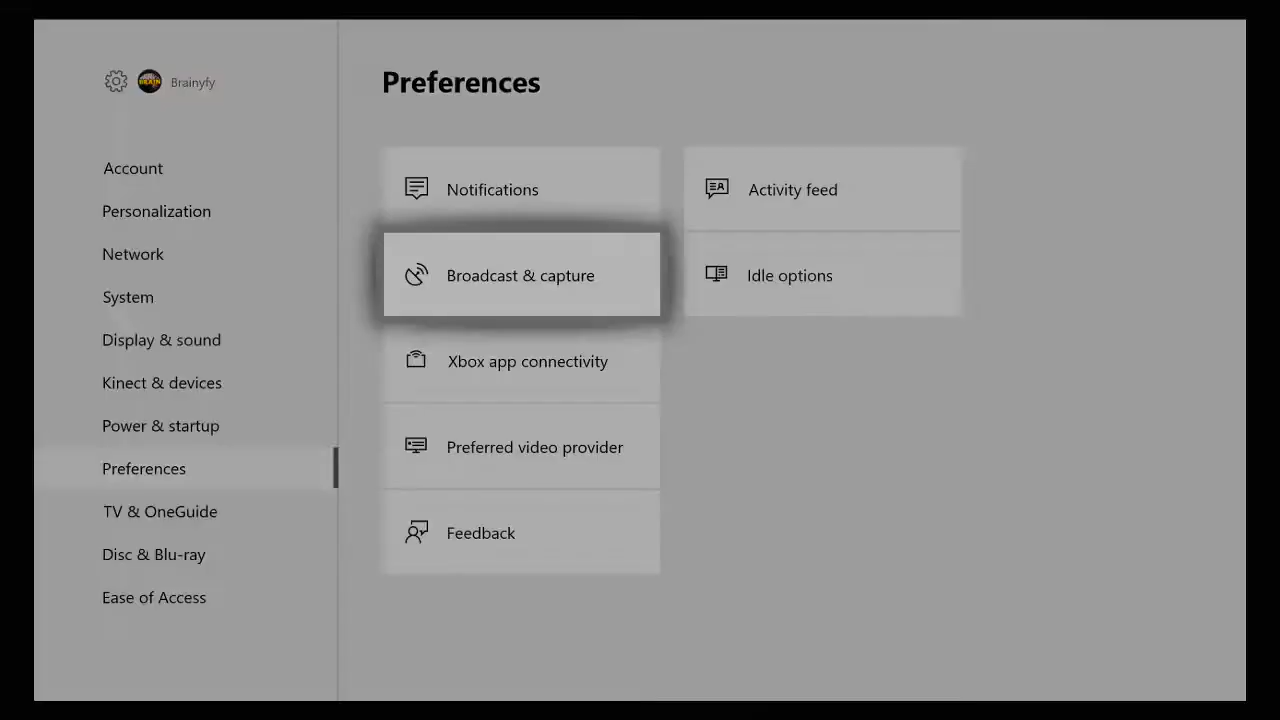 Brainyfy
Account
Personalization
Network
System
Display & sound
Kinect & devices
Power & startup
Preferences
TV & OneGuide
Disc & Blu-ray
Ease of Access
Preferences
Notifications
Broadcast & capture
Xbox app connectivity
Preferred video provider
Feedback
Activity feed
Idle options